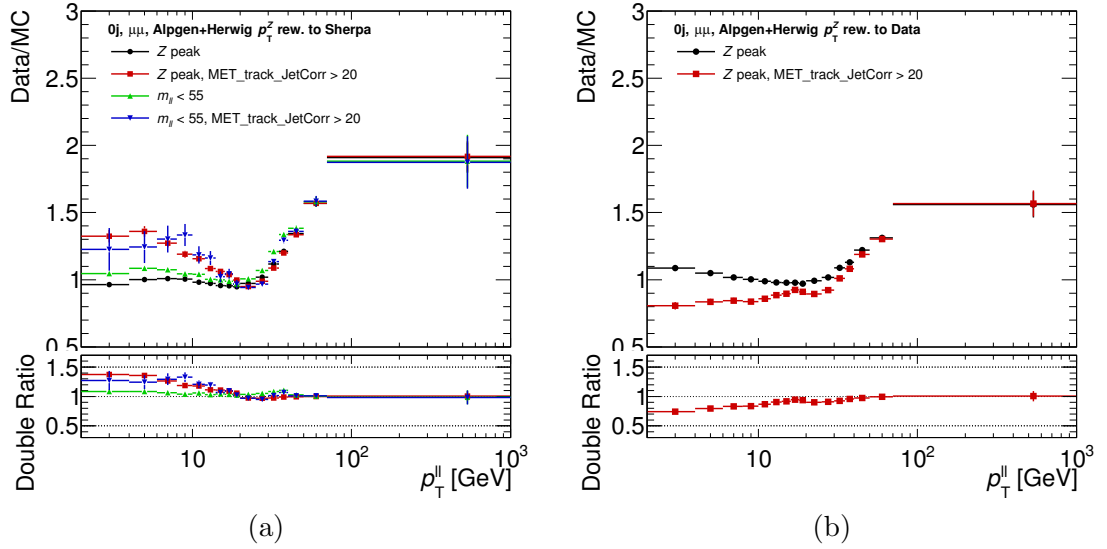 Data/MC
3
2.5
2
1.5
1
0.5
0j, μμ, Alpgen+Herwig p_T^Z rew. to Sherpa
Z peak
Z peak, MET_track_JetCorr > 20
m_ll < 55
m_ll < 55, MET_track_JetCorr > 20
Double Ratio
1.5
1
0.5
10 10^2 10^3
p_T^ll [GeV]
(a)
Data/MC
3
2.5
2
1.5
1
0.5
0j, μμ, Alpgen+Herwig p_T^Z rew. to Data
Z peak
Z peak, MET_track_JetCorr > 20
Double Ratio
1.5
1
0.5
10 10^2 10^3
p_T^ll [GeV]
(b)